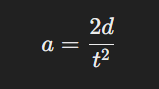 a = 2d / t²